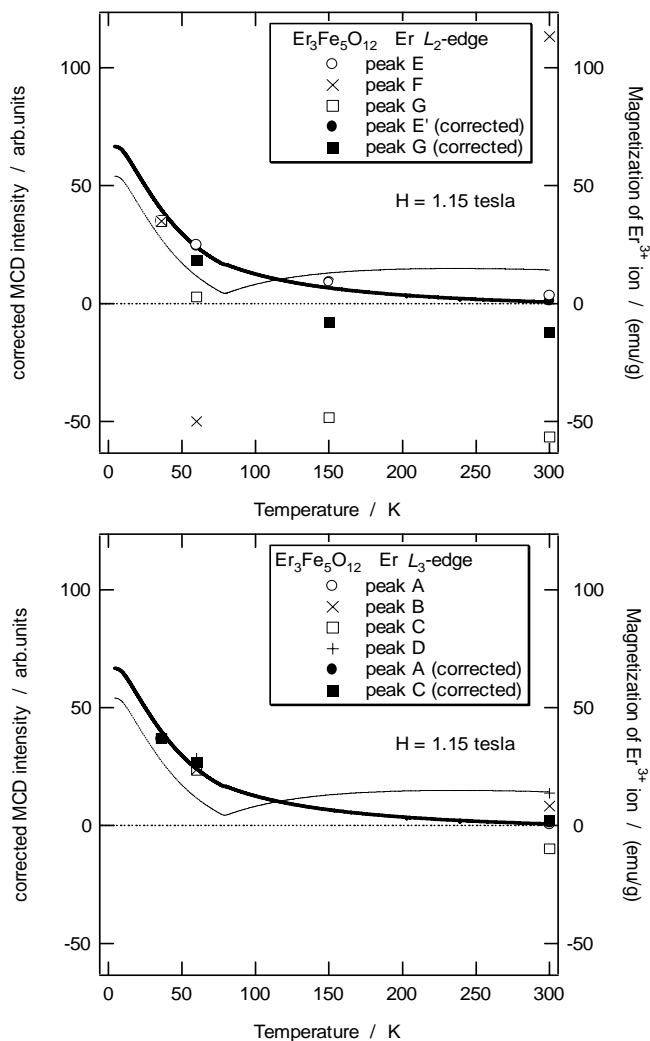 Er3Fe5O12 Er L2-edge
peak E
peak F
peak G
peak E' (corrected)
peak G (corrected)
H = 1.15 tesla
100
50
0
-50
100
50
0
-50
corrected MCD intensity / arb.units
Magnetization of Er3+ ion / (emu/g)
0 50 100 150 200 250 300
Temperature / K
Er3Fe5O12 Er L3-edge
peak A
peak B
peak C
peak D
peak A (corrected)
peak C (corrected)
H = 1.15 tesla
100
50
0
-50
100
50
0
-50
corrected MCD intensity / arb.units
Magnetization of Er3+ ion / (emu/g)
0 50 100 150 200 250 300
Temperature / K